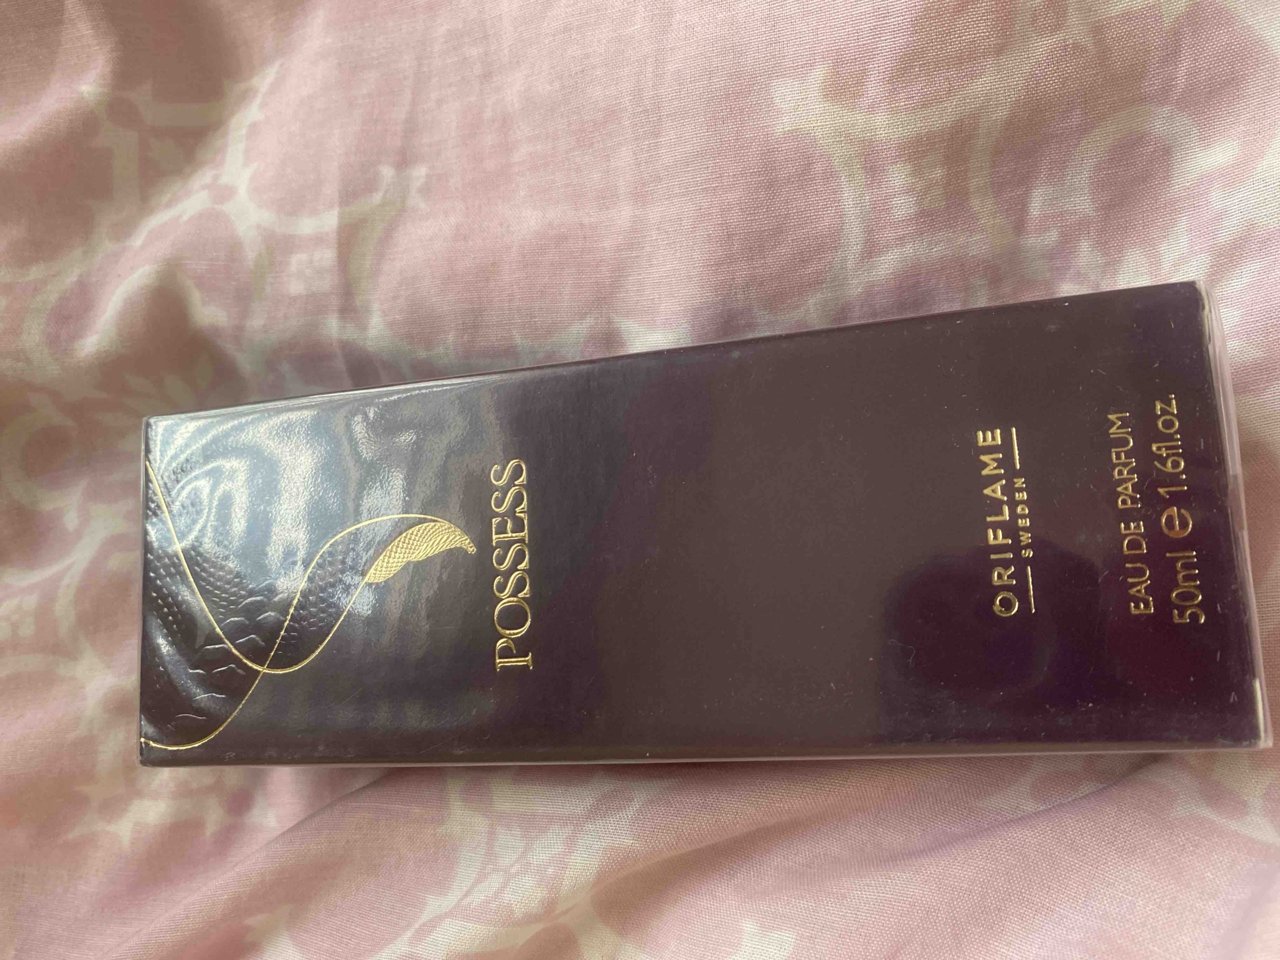 POSSESS
ORIFLAME
SWEDEN
EAU DE PARFUM
50ml e 1.6fl.oz.